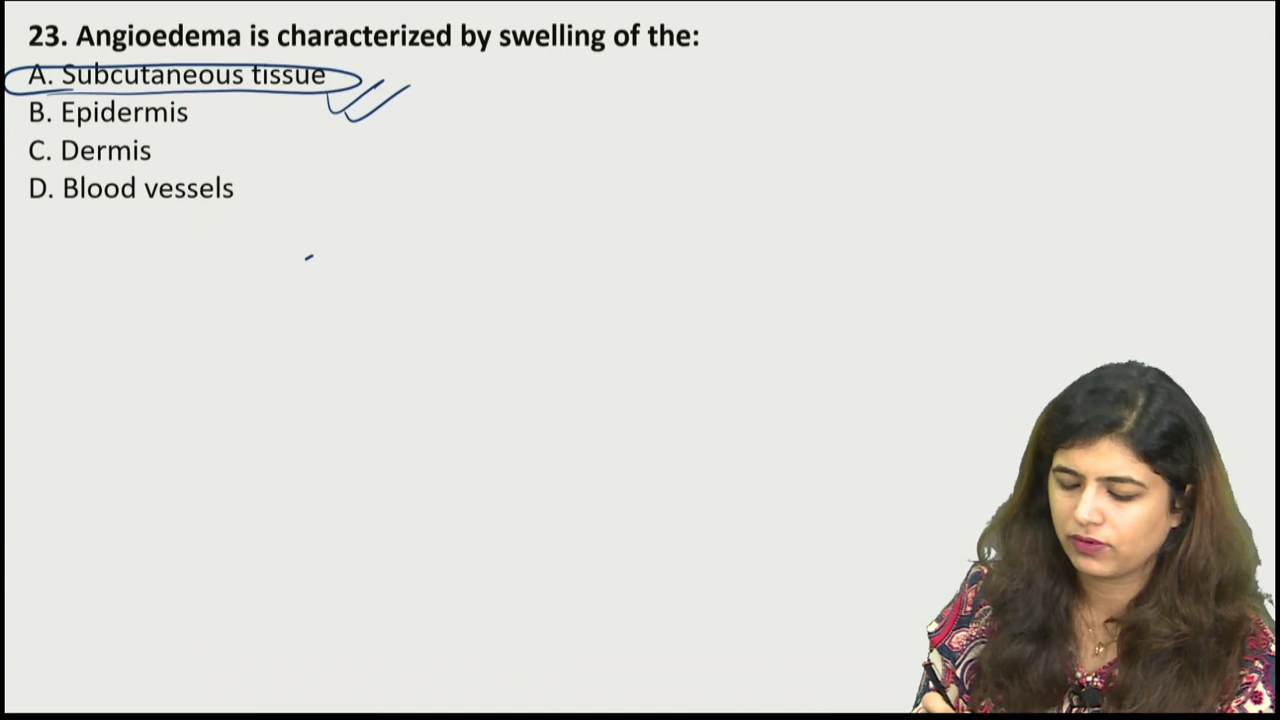 23. Angioedema is characterized by swelling of the:
A. Subcutaneous tissue
B. Epidermis
C. Dermis
D. Blood vessels